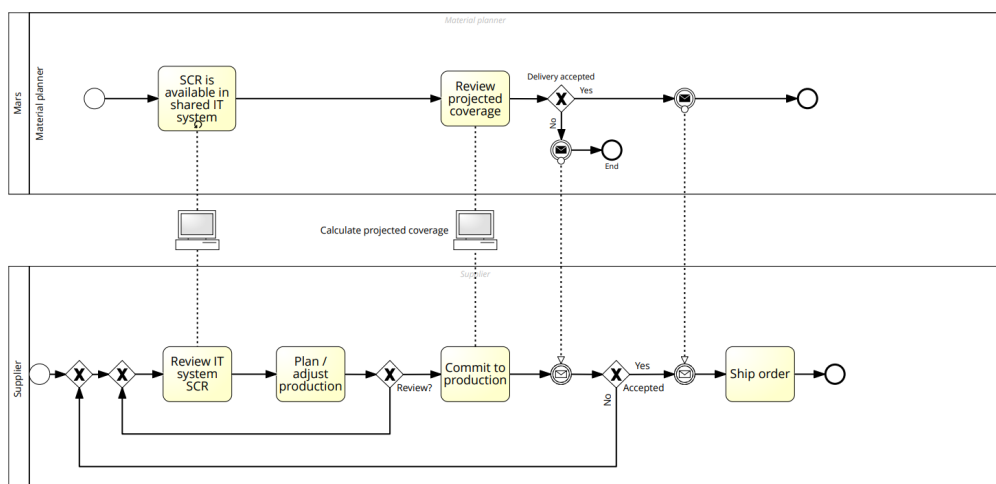 Material planner
Mars
Material planner
SCR is
available in
shared IT
system
Review
projected
coverage
Delivery accepted
Yes
No
End
Calculate projected coverage
Supplier
Supplier
Review IT
system
SCR
Plan /
adjust
production
Review?
Commit to
production
Yes
Accepted
No
Ship order